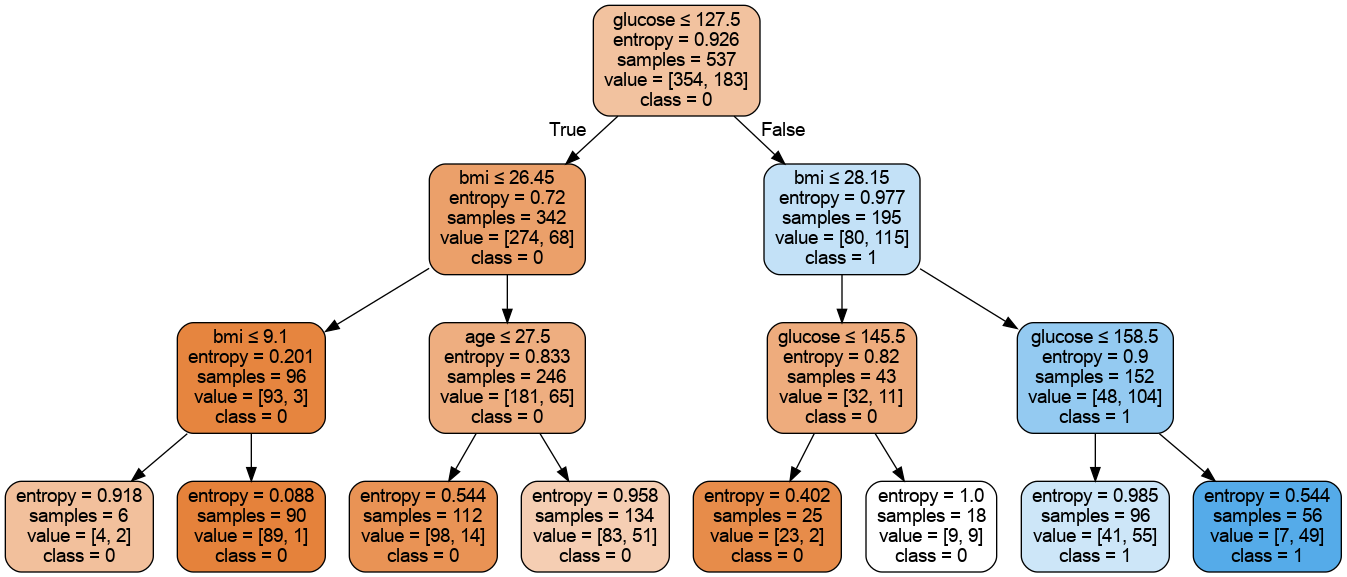 glucose ≤ 127.5
entropy = 0.926
samples = 537
value = [354, 183]
class = 0
True
False
bmi ≤ 26.45
entropy = 0.72
samples = 342
value = [274, 68]
class = 0
bmi ≤ 28.15
entropy = 0.977
samples = 195
value = [80, 115]
class = 1
bmi ≤ 9.1
entropy = 0.201
samples = 96
value = [93, 3]
class = 0
age ≤ 27.5
entropy = 0.833
samples = 246
value = [181, 65]
class = 0
glucose ≤ 145.5
entropy = 0.82
samples = 43
value = [32, 11]
class = 0
glucose ≤ 158.5
entropy = 0.9
samples = 152
value = [48, 104]
class = 1
entropy = 0.918
samples = 6
value = [4, 2]
class = 0
entropy = 0.088
samples = 90
value = [89, 1]
class = 0
entropy = 0.544
samples = 112
value = [98, 14]
class = 0
entropy = 0.958
samples = 134
value = [83, 51]
class = 0
entropy = 0.402
samples = 25
value = [23, 2]
class = 0
entropy = 1.0
samples = 18
value = [9, 9]
class = 0
entropy = 0.985
samples = 96
value = [41, 55]
class = 1
entropy = 0.544
samples = 56
value = [7, 49]
class = 1